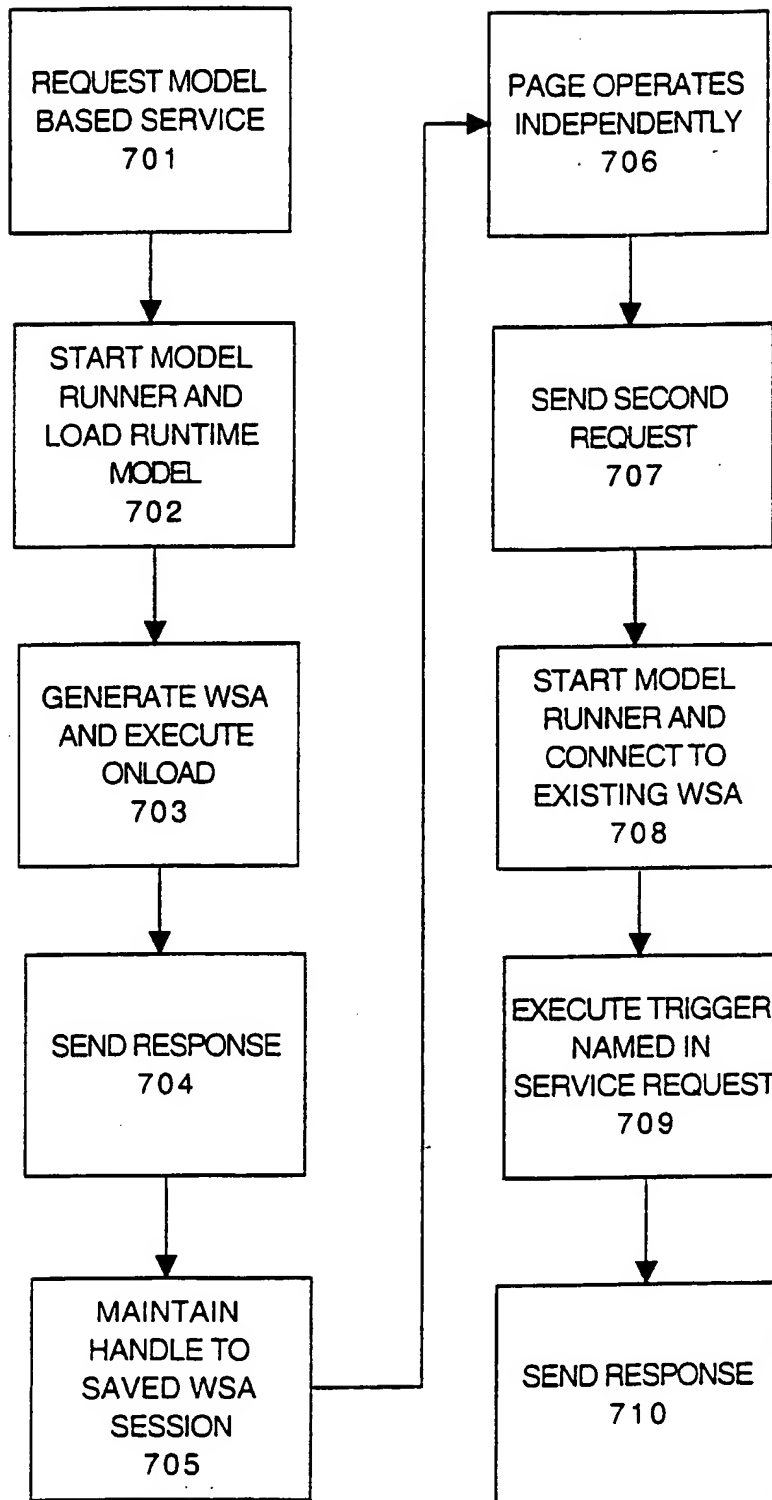 REQUEST MODEL
BASED SERVICE
701
START MODEL
RUNNER AND
LOAD RUNTIME
MODEL
702
GENERATE WSA
AND EXECUTE
ONLOAD
703
SEND RESPONSE
704
MAINTAIN
HANDLE TO
SAVED WSA
SESSION
705
PAGE OPERATES
INDEPENDENTLY
706
SEND SECOND
REQUEST
707
START MODEL
RUNNER AND
CONNECT TO
EXISTING WSA
708
EXECUTE TRIGGER
NAMED IN
SERVICE REQUEST
709
SEND RESPONSE
710